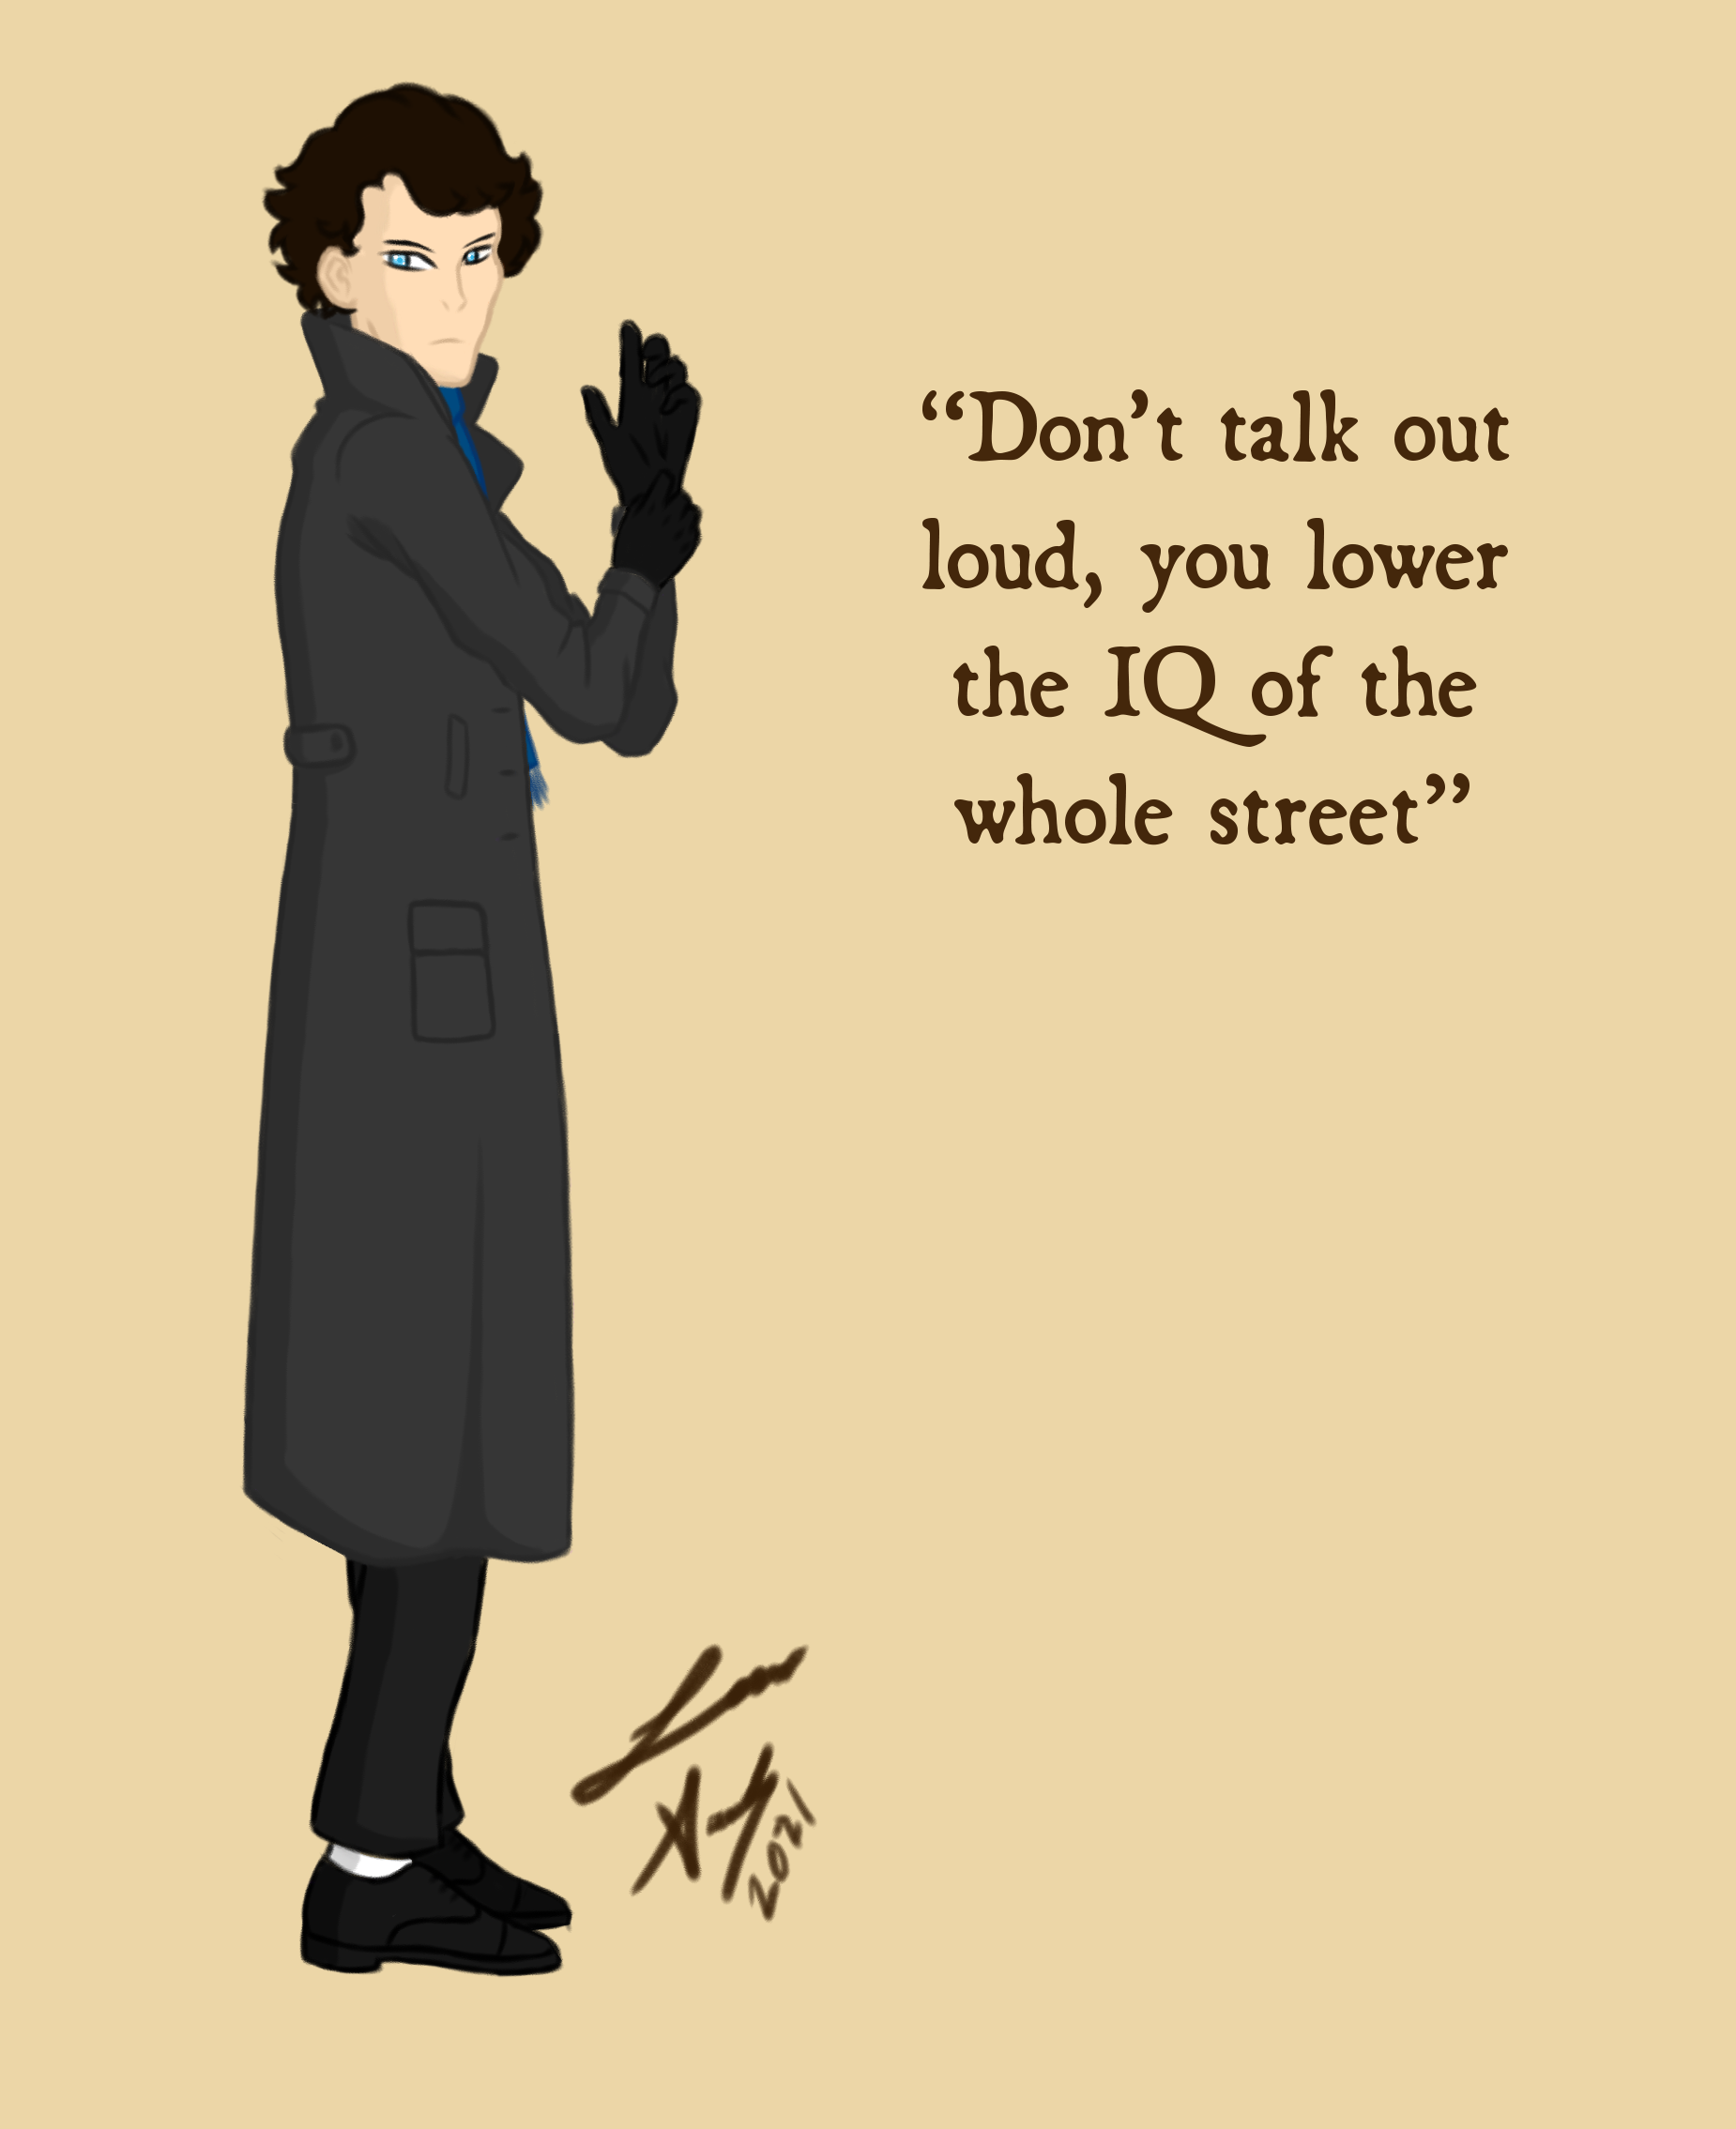 “Don’t talk out
loud, you lower
the IQ of the
whole street”
2021